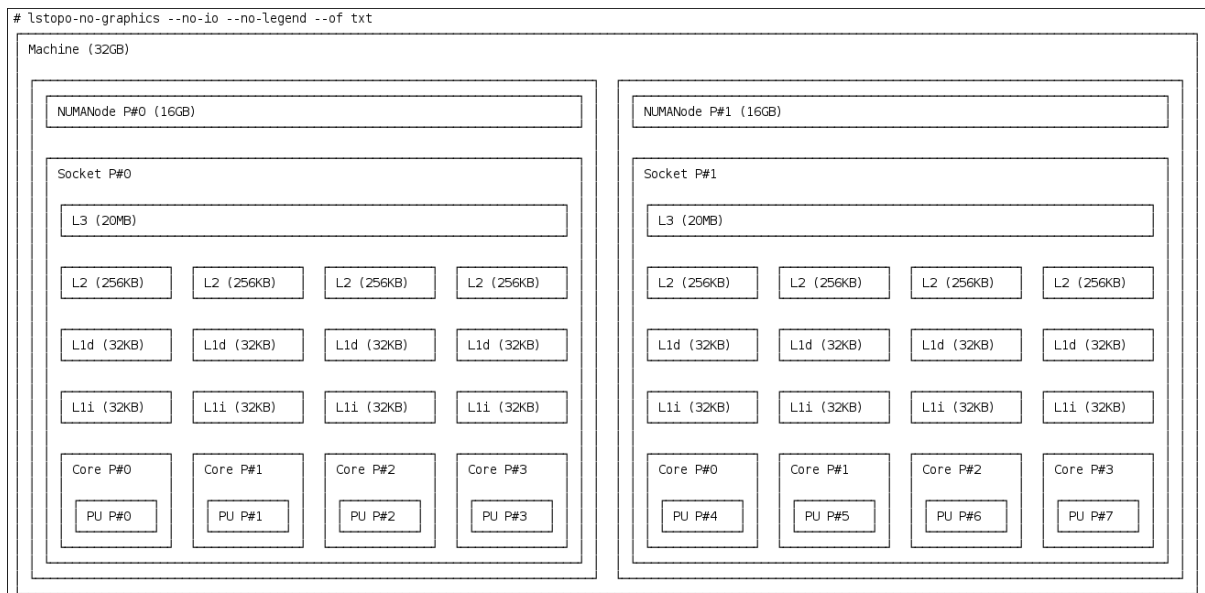 # lstopo-no-graphics --no-io --no-legend --of txt
Machine (32GB)
NUMANode P#0 (16GB) NUMANode P#1 (16GB)
Socket P#0 Socket P#1
L3 (20MB) L3 (20MB)
L2 (256KB) L2 (256KB) L2 (256KB) L2 (256KB) L2 (256KB) L2 (256KB) L2 (256KB) L2 (256KB)
L1d (32KB) L1d (32KB) L1d (32KB) L1d (32KB) L1d (32KB) L1d (32KB) L1d (32KB) L1d (32KB)
L1i (32KB) L1i (32KB) L1i (32KB) L1i (32KB) L1i (32KB) L1i (32KB) L1i (32KB) L1i (32KB)
Core P#0 Core P#1 Core P#2 Core P#3 Core P#0 Core P#1 Core P#2 Core P#3
PU P#0 PU P#1 PU P#2 PU P#3 PU P#4 PU P#5 PU P#6 PU P#7